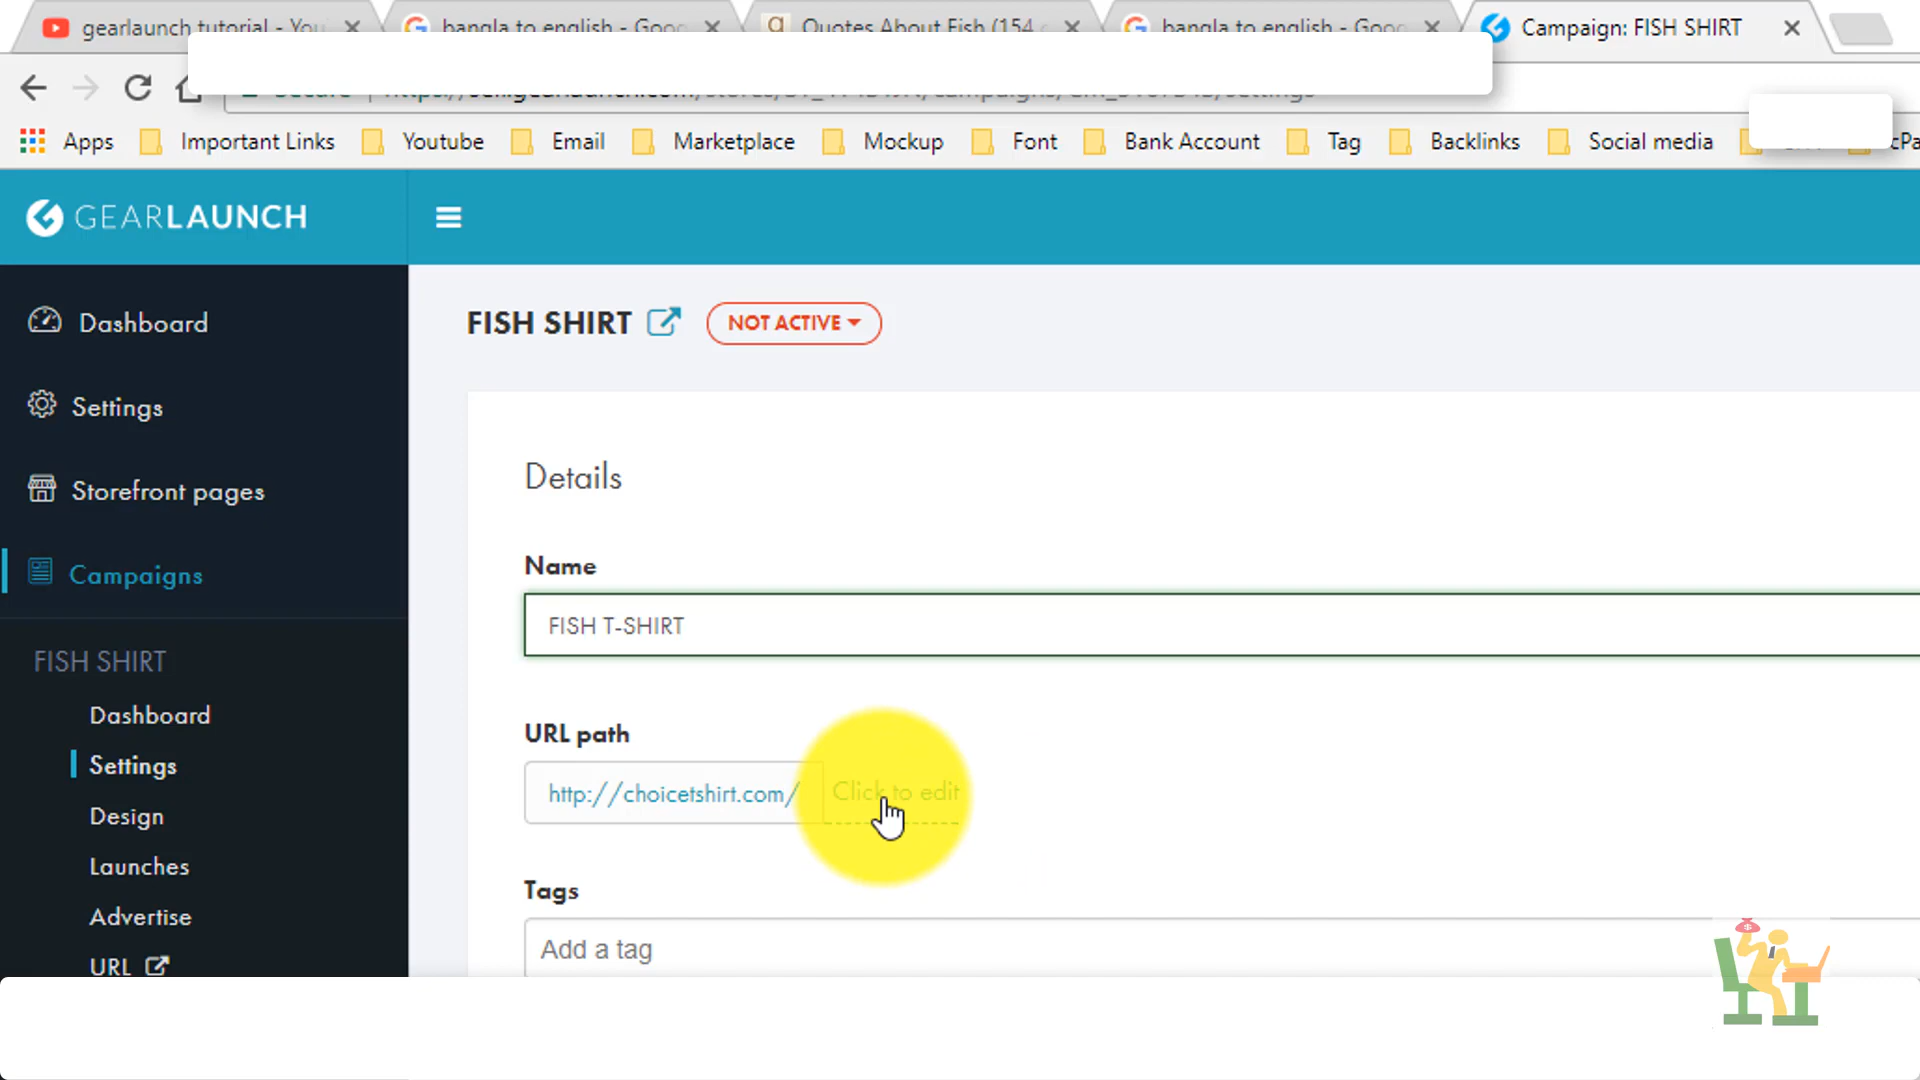 gearlaunch tutorial - You
bangla to english - Goog
Quotes About Fish (154
bangla to english - Goog
Campaign: FISH SHIRT
Apps
Important Links
Youtube
Email
Marketplace
Mockup
Font
Bank Account
Tag
Backlinks
Social media
GEARLAUNCH
Dashboard
Settings
Storefront pages
Campaigns
FISH SHIRT
Dashboard
Settings
Design
Launches
Advertise
URL
FISH SHIRT
NOT ACTIVE
Details
Name
FISH T-SHIRT
URL path
http://choicetshirt.com/
Click to edit
Tags
Add a tag